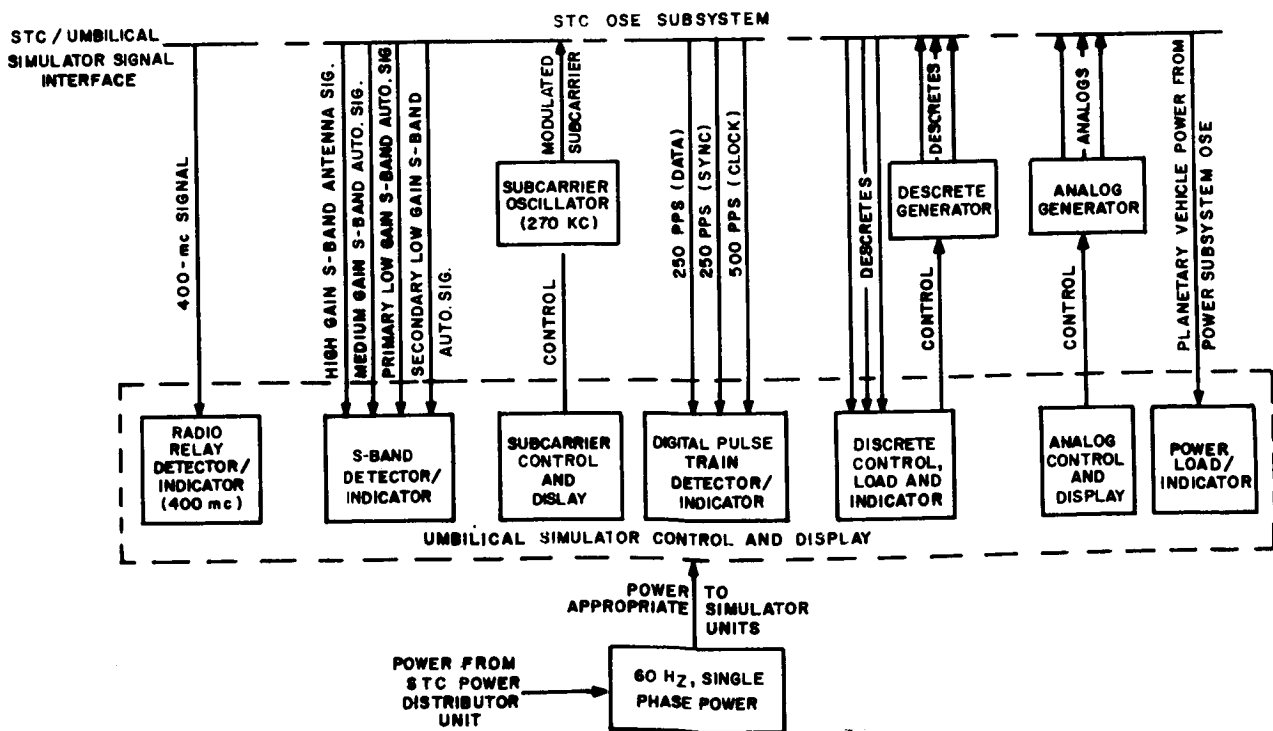 STC OSE SUBSYSTEM
STC / UMBILICAL
SIMULATOR SIGNAL
INTERFACE
400-mc SIGNAL
HIGH GAIN S-BAND ANTENNA SIG.
MEDIUM GAIN S-BAND AUTO. SIG.
PRIMARY LOW GAIN S-BAND AUTO. SIG
SECONDARY LOW GAIN S-BAND
AUTO. SIG.
MODULATED
SUBCARRIER
SUBCARRIER
OSCILLATOR
(270 KC)
CONTROL
250 PPS (DATA)
250 PPS (SYNC)
500 PPS (CLOCK)
DESCRETES
DESCRETES
DESCRETE
GENERATOR
CONTROL
ANALOGS
ANALOG
GENERATOR
CONTROL
PLANETARY VEHICLE POWER FROM
POWER SUBSYSTEM OSE
RADIO
RELAY
DETECTOR/
INDICATOR
(400 mc)
S-BAND
DETECTOR/
INDICATOR
SUBCARRIER
CONTROL
AND
DISLAY
DIGITAL PULSE
TRAIN
DETECTOR/
INDICATOR
DISCRETE
CONTROL,
LOAD AND
INDICATOR
ANALOG
CONTROL
AND
DISPLAY
POWER
LOAD/
INDICATOR
UMBILICAL SIMULATOR CONTROL AND DISPLAY
POWER TO
APPROPRIATE SIMULATOR
UNITS
POWER FROM
STC POWER
DISTRIBUTOR
UNIT
60 HZ, SINGLE
PHASE POWER